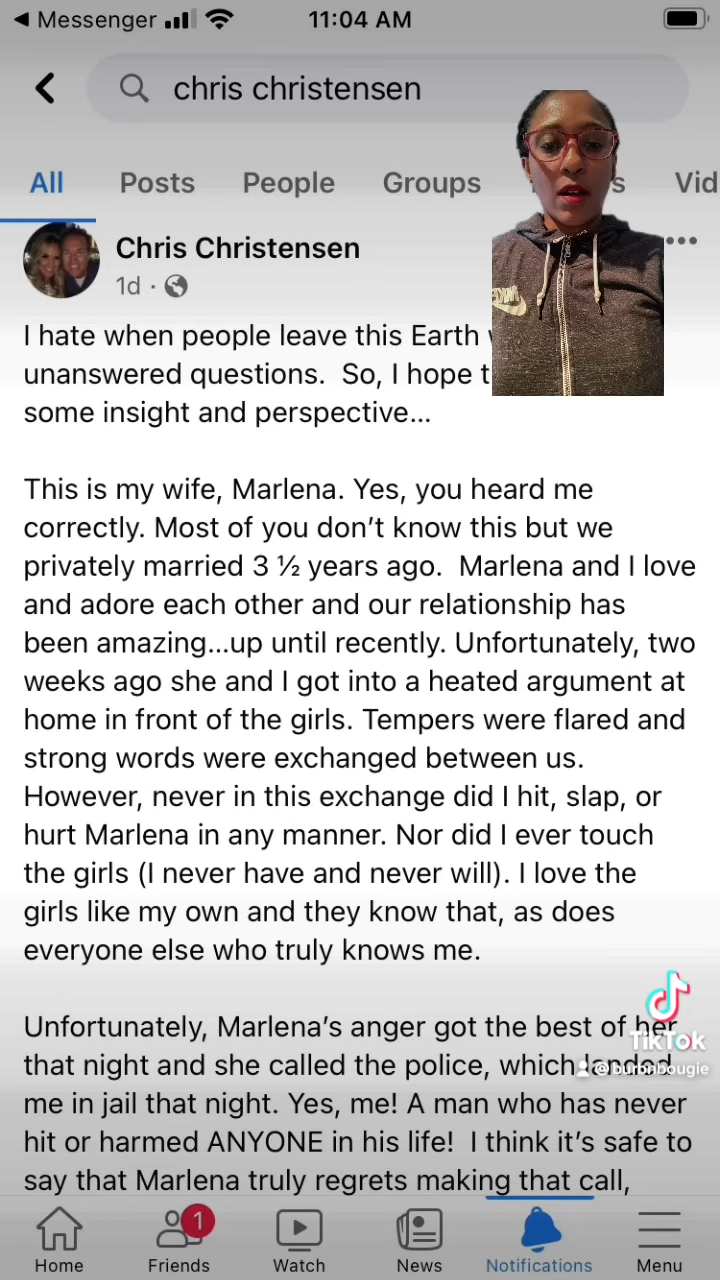 Messenger
11:04 AM
chris christensen
All Posts People Groups s Vid
Chris Christensen
1d ·
I hate when people leave this Earth
unanswered questions.  So, I hope t
some insight and perspective...
This is my wife, Marlena. Yes, you heard me
correctly. Most of you don't know this but we
privately married 3 ½ years ago.  Marlena and I love
and adore each other and our relationship has
been amazing...up until recently. Unfortunately, two
weeks ago she and I got into a heated argument at
home in front of the girls. Tempers were flared and
strong words were exchanged between us.
However, never in this exchange did I hit, slap, or
hurt Marlena in any manner. Nor did I ever touch
the girls (I never have and never will). I love the
girls like my own and they know that, as does
everyone else who truly knows me.
Unfortunately, Marlena's anger got the best of her
TikTok
that night and she called the police, which landed
@buronbougie
me in jail that night. Yes, me! A man who has never
hit or harmed ANYONE in his life!  I think it's safe to
say that Marlena truly regrets making that call,
1
Home Friends Watch News Notifications Menu